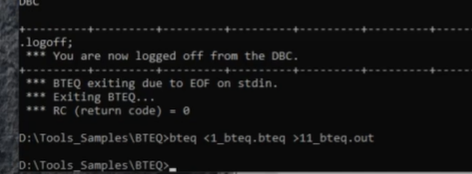 DBC
+---------+---------+---------+---------+---------+---------+----
.logoff;
*** You are now logged off from the DBC.
+---------+---------+---------+---------+---------+---------+----
*** BTEQ exiting due to EOF on stdin.
*** Exiting BTEQ...
*** RC (return code) = 0
D:\Tools_Samples\BTEQ>bteq <1_bteq.bteq >11_bteq.out
D:\Tools_Samples\BTEQ>_